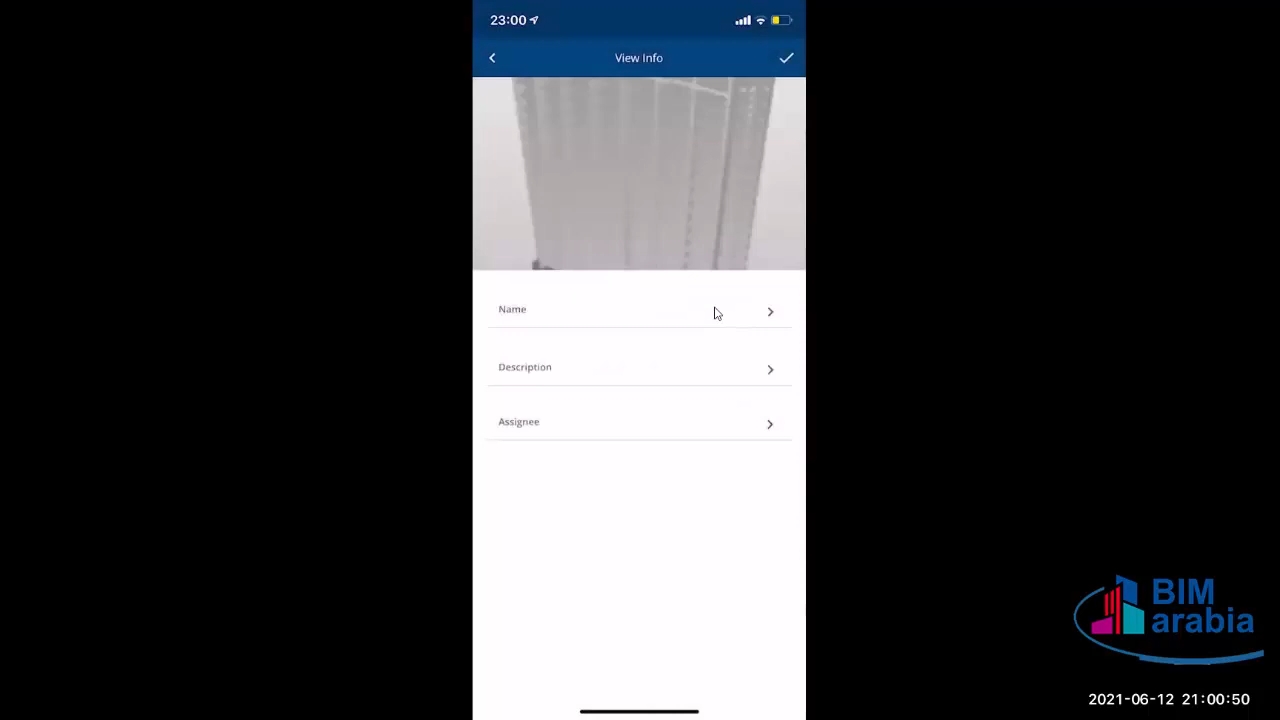 23:00
View Info
Name
Description
Assignee
BIM
arabia
2021-06-12 21:00:50